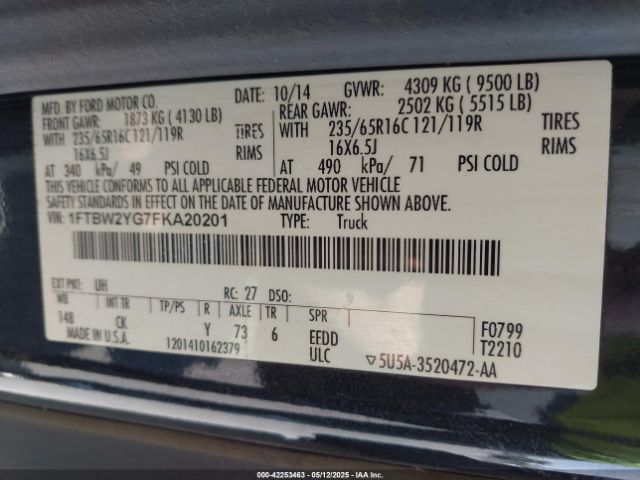 MFD. BY FORD MOTOR CO. DATE: 10/14 GVWR: 4309 KG ( 9500 LB)
FRONT GAWR: 1873 KG ( 4130 LB) REAR GAWR: 2502 KG ( 5515 LB)
WITH 235/65R16C 121/119R TIRES WITH 235/65R16C 121/119R TIRES
16X6.5J RIMS 16X6.5J RIMS
AT 340 kPa/ 49 PSI COLD AT 490 kPa/ 71 PSI COLD
THIS VEHICLE CONFORMS TO ALL APPLICABLE FEDERAL MOTOR VEHICLE
SAFETY STANDARDS IN EFFECT ON THE DATE OF MANUFACTURE SHOWN ABOVE.
VIN: 1FTBW2YG7FKA20201 TYPE: Truck
EXT PNT: UH RC: 27 DSO:
WB INT TR TP/PS R AXLE TR SPR
148 CK Y 73 6 EFDD F0799
MADE IN U.S.A. 1201410162379 ULC ▽5U5A-3520472-AA T2210
000-42253463 - 05/12/2025 - IAA Inc.